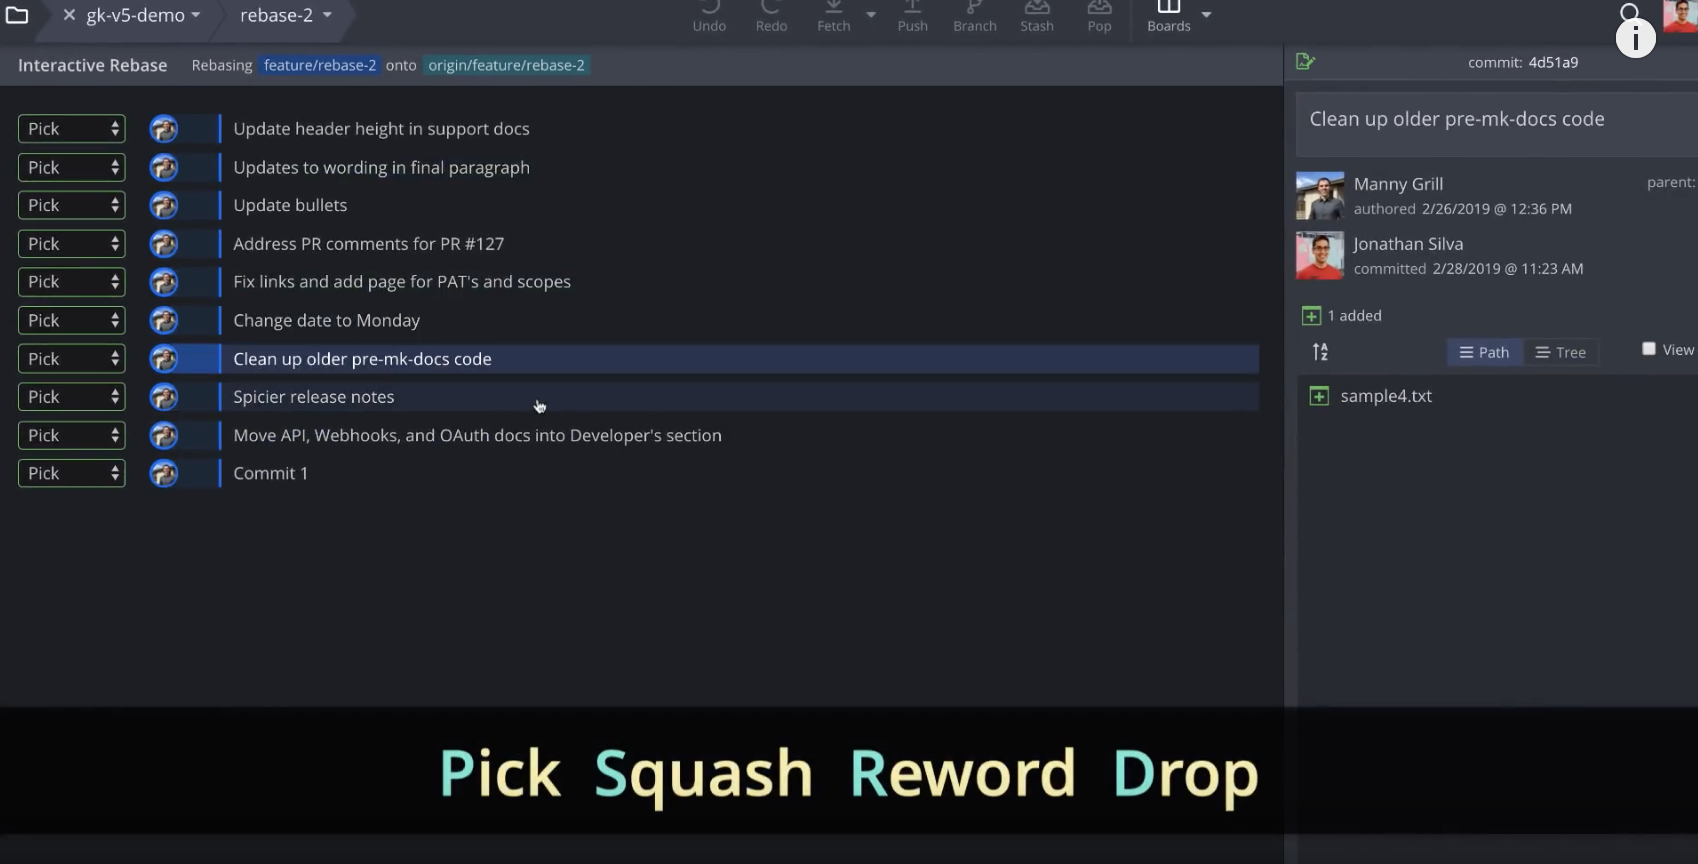 gk-v5-demo
rebase-2
Undo
Redo
Fetch
Push
Branch
Stash
Pop
Boards
i
Interactive Rebase Rebasing feature/rebase-2 onto origin/feature/rebase-2
Pick Update header height in support docs
Pick Updates to wording in final paragraph
Pick Update bullets
Pick Address PR comments for PR #127
Pick Fix links and add page for PAT's and scopes
Pick Change date to Monday
Pick Clean up older pre-mk-docs code
Pick Spicier release notes
Pick Move API, Webhooks, and OAuth docs into Developer's section
Pick Commit 1
commit: 4d51a9
Clean up older pre-mk-docs code
Manny Grill
parent:
authored 2/26/2019 @ 12:36 PM
Jonathan Silva
committed 2/28/2019 @ 11:23 AM
1 added
A Z
Path
Tree
View
sample4.txt
Pick Squash Reword Drop